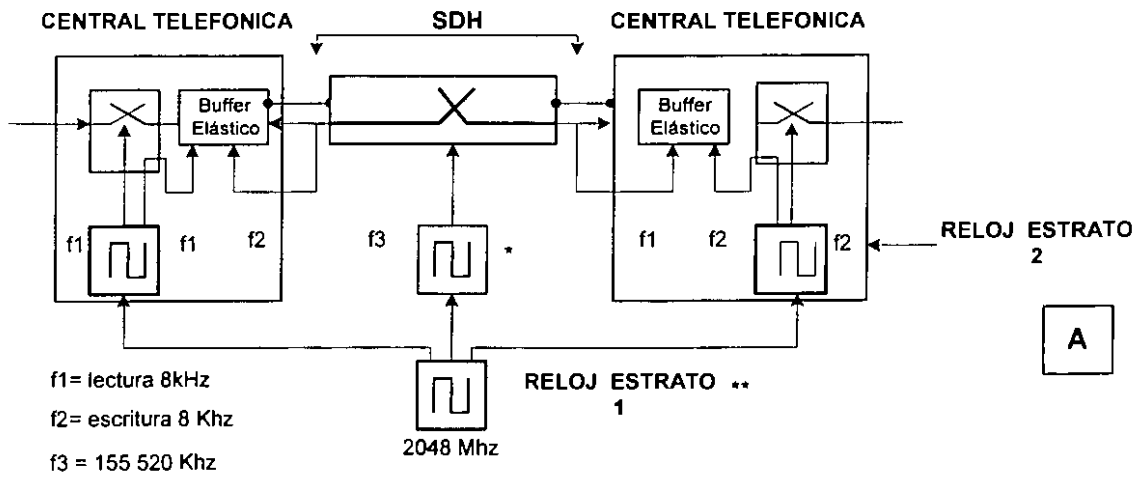 CENTRAL TELEFONICA
SDH
CENTRAL TELEFONICA
Buffer
Elástico
Buffer
Elástico
f1
f1
f2
f3
*
f1
f2
f2
RELOJ ESTRATO
2
A
f1= lectura 8kHz
f2= escritura 8 Khz
f3 = 155 520 Khz
RELOJ ESTRATO **
1
2048 Mhz